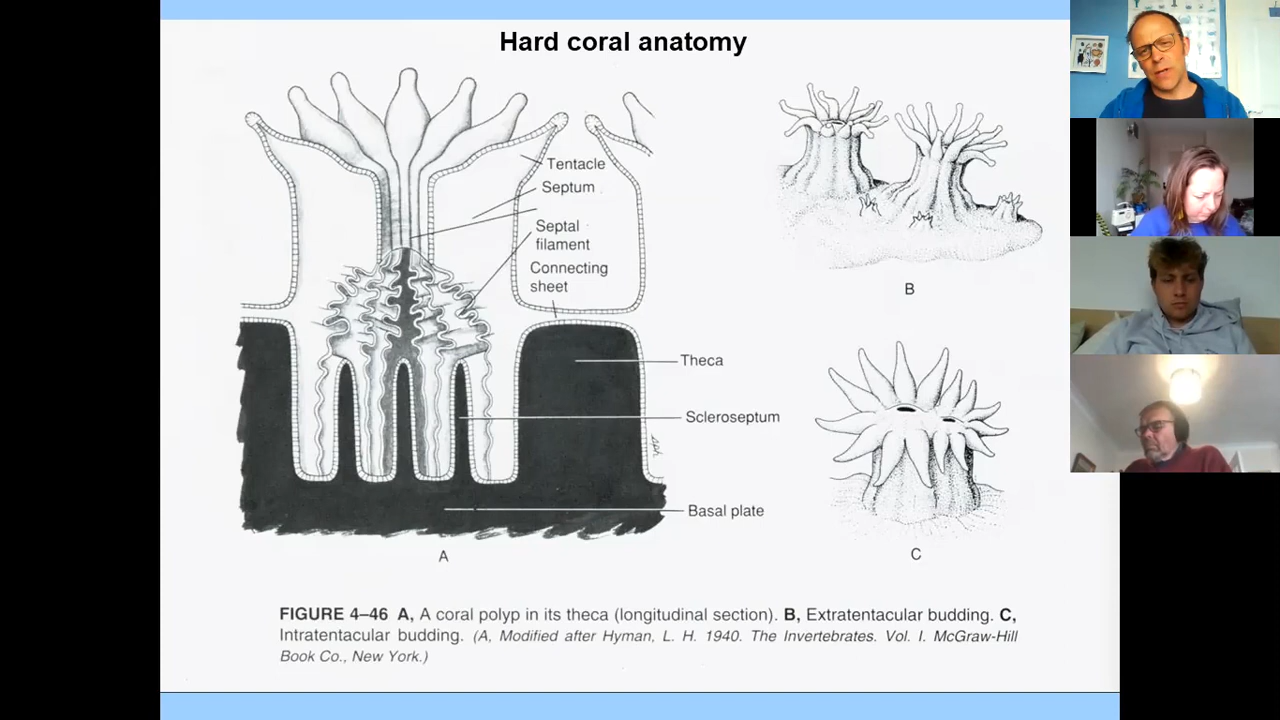 Hard coral anatomy
Tentacle
Septum
Septal
filament
Connecting
sheet
Theca
Scleroseptum
Basal plate
A
B
C
FIGURE 4–46 A, A coral polyp in its theca (longitudinal section). B, Extratentacular budding. C,
Intratentacular budding. (A, Modified after Hyman, L. H. 1940. The Invertebrates. Vol. I. McGraw-Hill
Book Co., New York.)